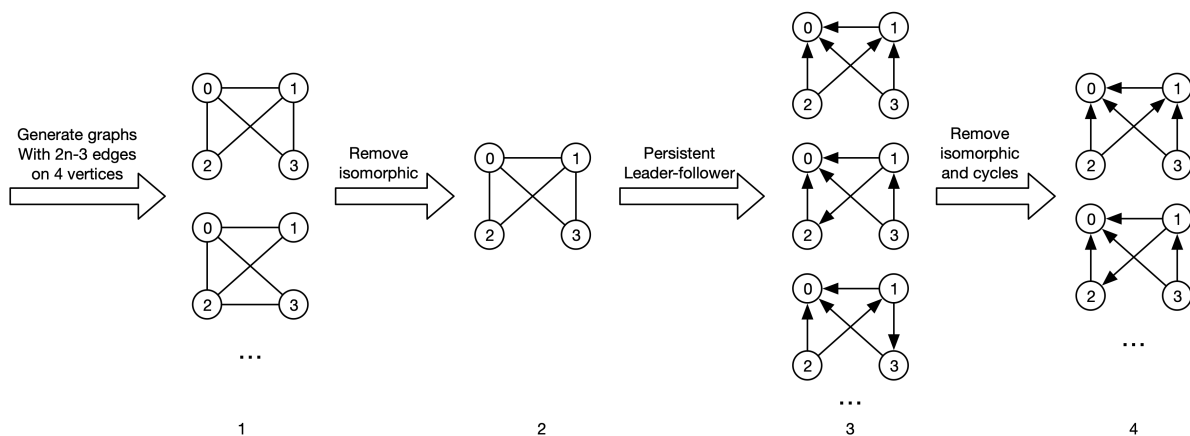 Generate graphs
With 2n-3 edges
on 4 vertices
0 1
2 3
0 1
2 3
...
1
Remove
isomorphic
0 1
2 3
2
Persistent
Leader-follower
0 1
2 3
0 1
2 3
0 1
2 3
...
3
Remove
isomorphic
and cycles
0 1
2 3
0 1
2 3
...
4